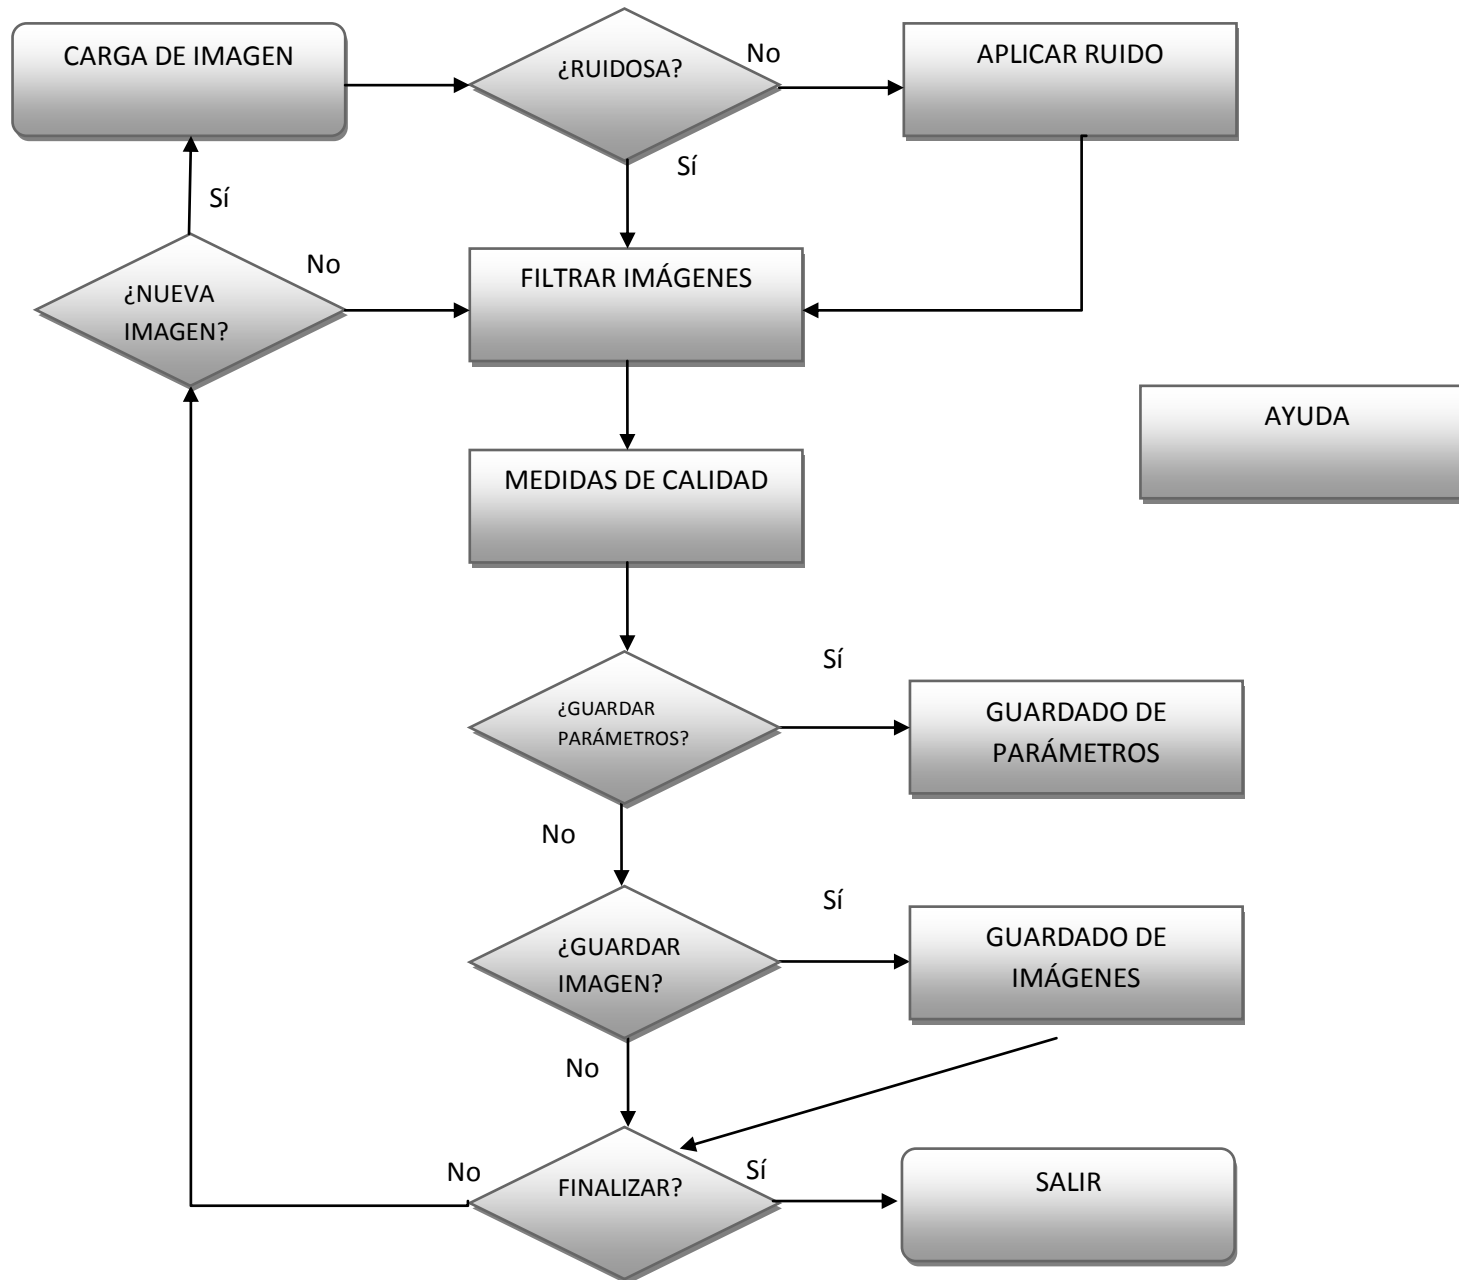 CARGA DE IMAGEN
¿RUIDOSA?
No
APLICAR RUIDO
Sí
Sí
¿NUEVA
IMAGEN?
No
FILTRAR IMÁGENES
AYUDA
MEDIDAS DE CALIDAD
¿GUARDAR
PARÁMETROS?
Sí
GUARDADO DE
PARÁMETROS
No
¿GUARDAR
IMAGEN?
Sí
GUARDADO DE
IMÁGENES
No
No
FINALIZAR?
Sí
SALIR